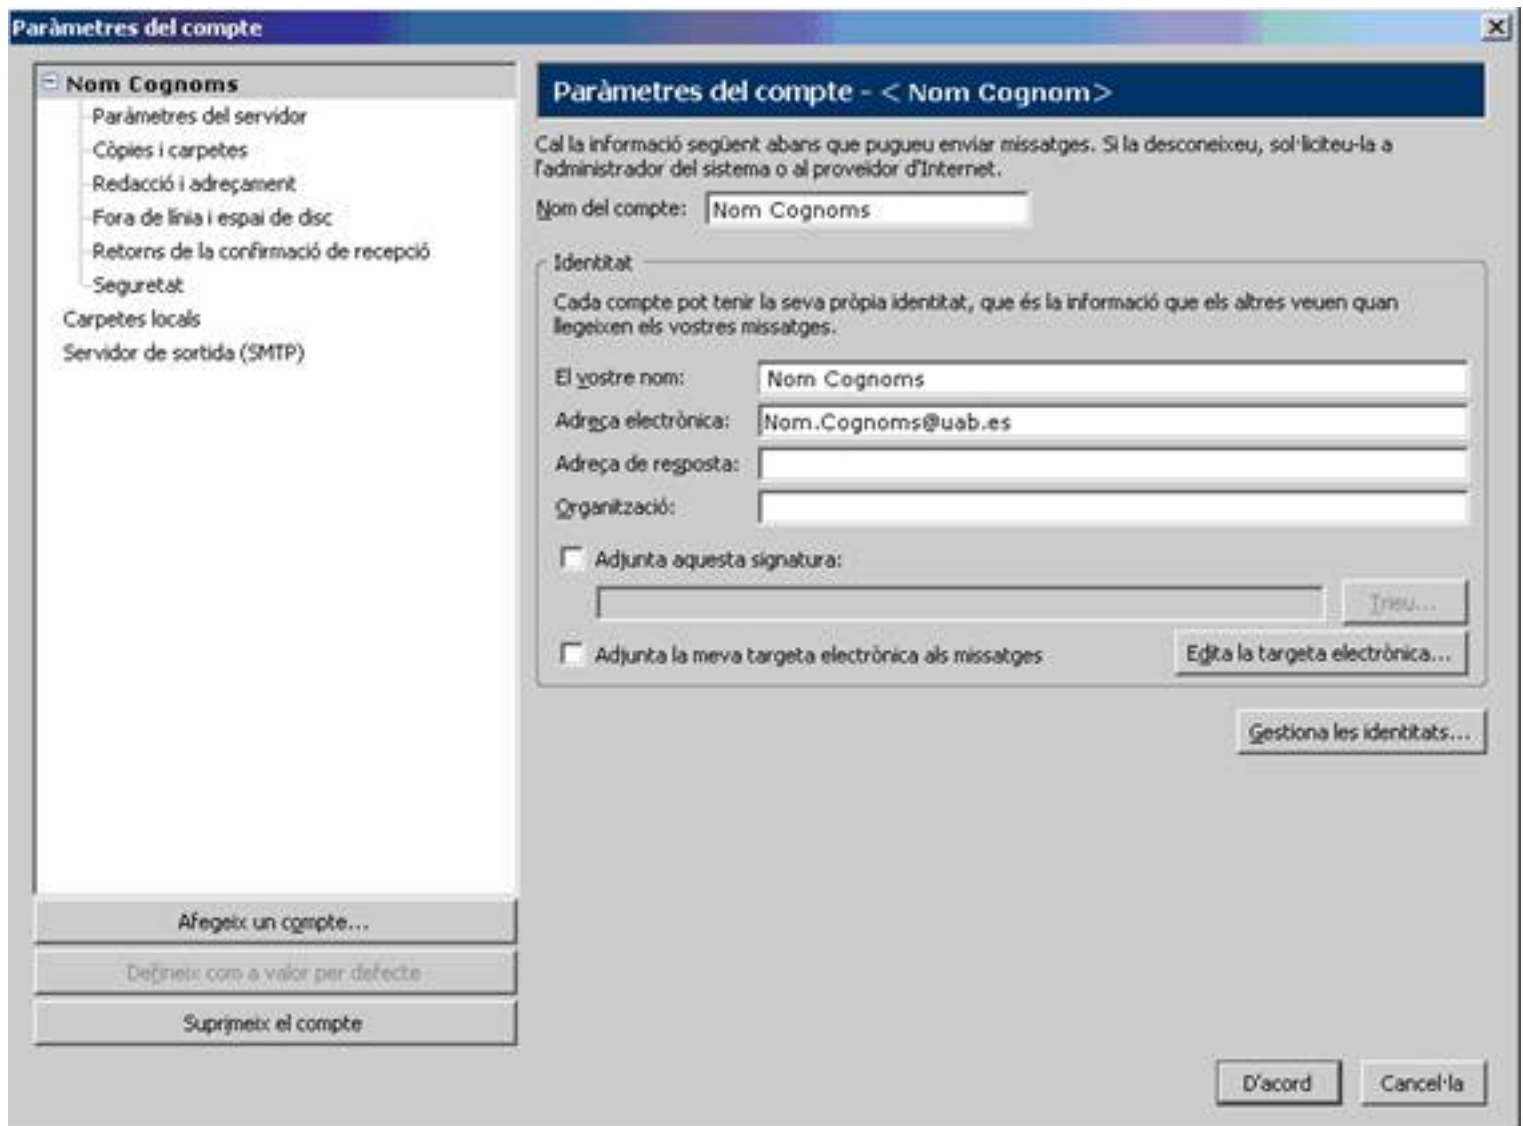 Paràmetres del compte
Nom Cognoms
Paràmetres del servidor
Còpies i carpetes
Redacció i adreçament
Fora de línia i espai de disc
Retorns de la confirmació de recepció
Seguretat
Carpetes locals
Servidor de sortida (SMTP)
Afegeix un compte...
Defineix com a valor per defecte
Suprimeix el compte
Paràmetres del compte - < Nom Cognom>
Cal la informació següent abans que pugueu enviar missatges. Si la desconeixeu, sol·liciteu-la a
l'administrador del sistema o al proveïdor d'Internet.
Nom del compte: Nom Cognoms
Identitat
Cada compte pot tenir la seva pròpia identitat, que és la informació que els altres veuen quan
llegeixen els vostres missatges.
El vostre nom: Nom Cognoms
Adreça electrònica: Nom.Cognoms@uab.es
Adreça de resposta:
Organització:
Adjunta aquesta signatura:
Trieu...
Adjunta la meva targeta electrònica als missatges
Edita la targeta electrònica...
Gestiona les identitats...
D'acord
Cancel·la